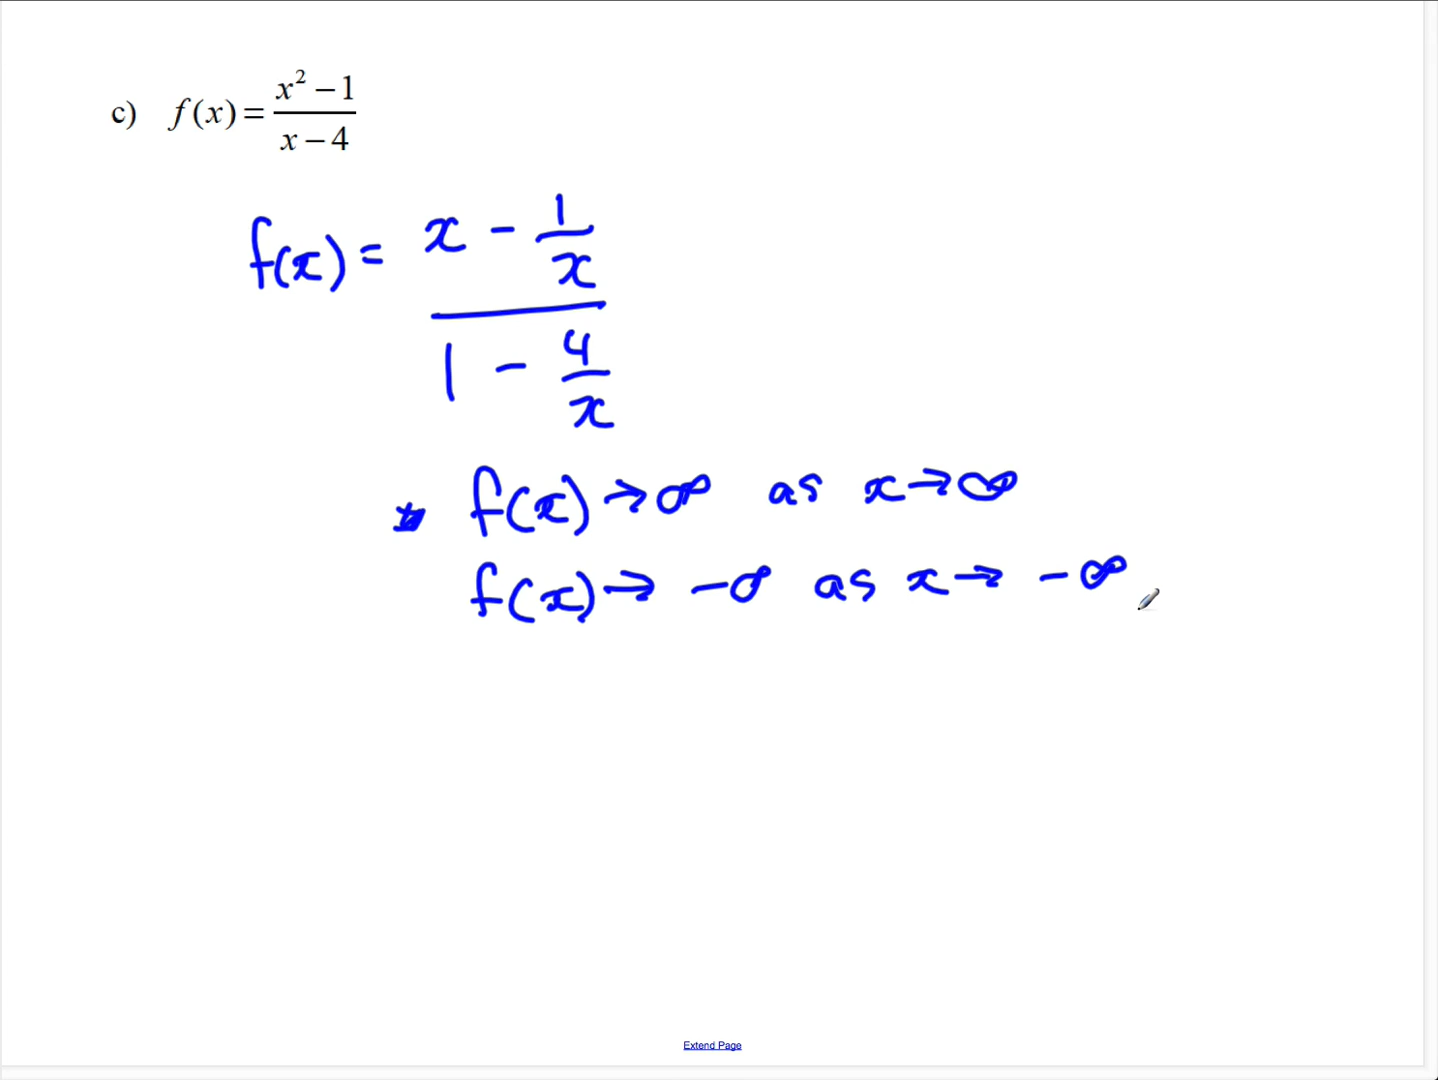 c) f(x) = (x² − 1)/(x − 4)
f(x) = (x − 1/x)/(1 − 4/x)
* f(x) → ∞ as x → ∞
f(x) → −∞ as x → −∞
Extend Page